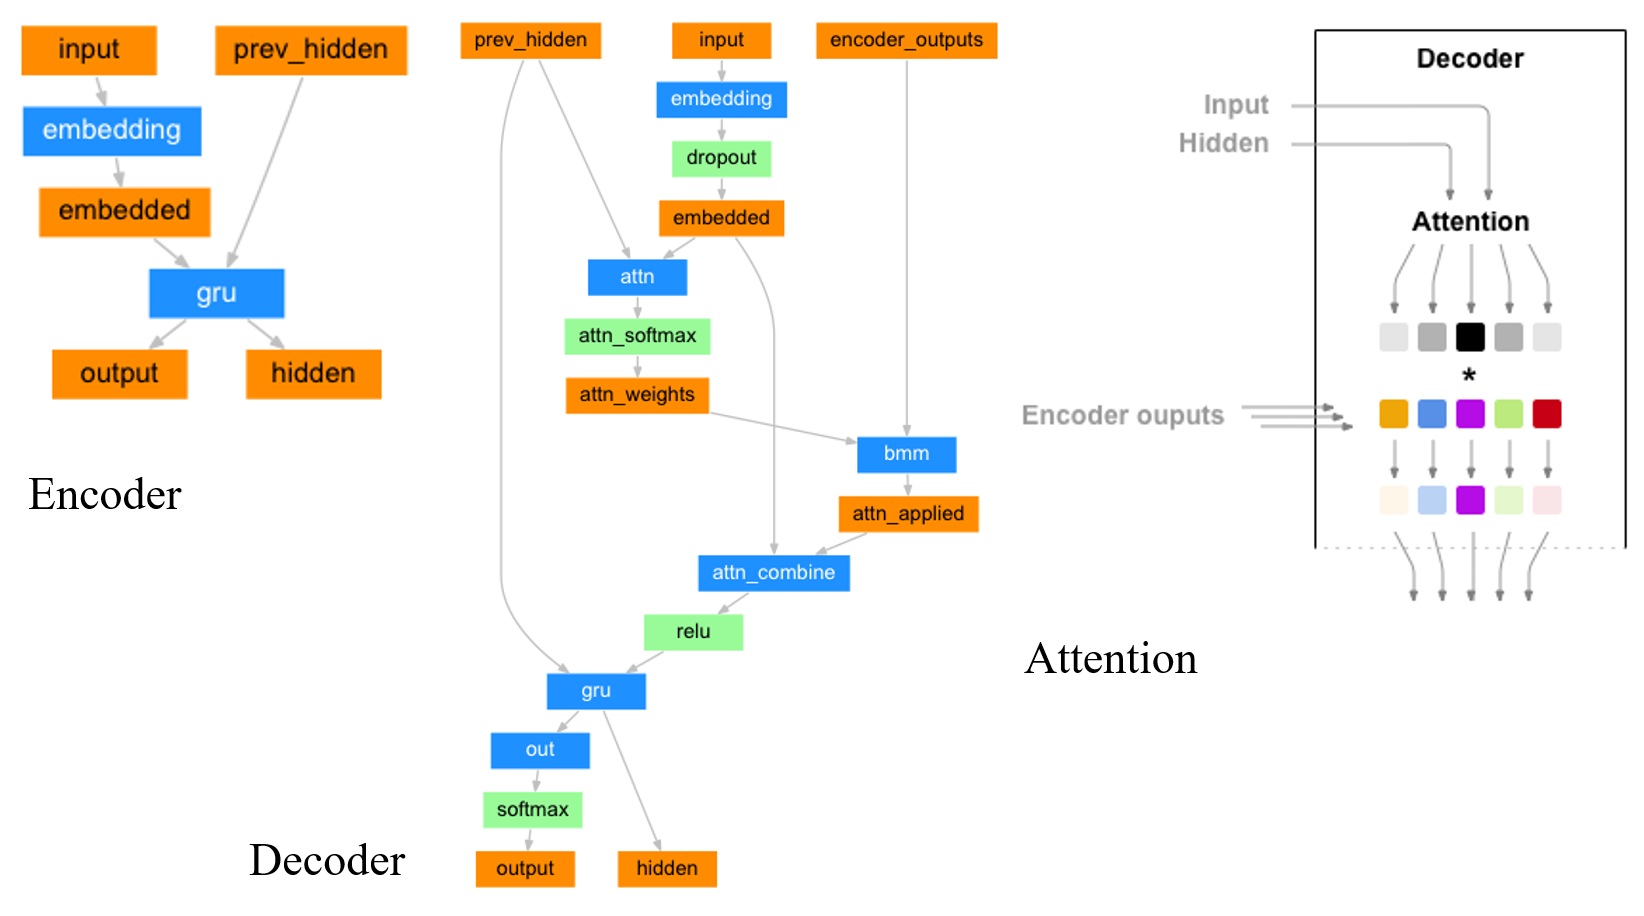 input
prev_hidden
embedding
embedded
gru
output
hidden
Encoder
prev_hidden
input
encoder_outputs
embedding
dropout
embedded
attn
attn_softmax
attn_weights
bmm
attn_applied
attn_combine
relu
gru
out
softmax
output
hidden
Decoder
Decoder
Input
Hidden
Attention
*
Encoder ouputs
Attention